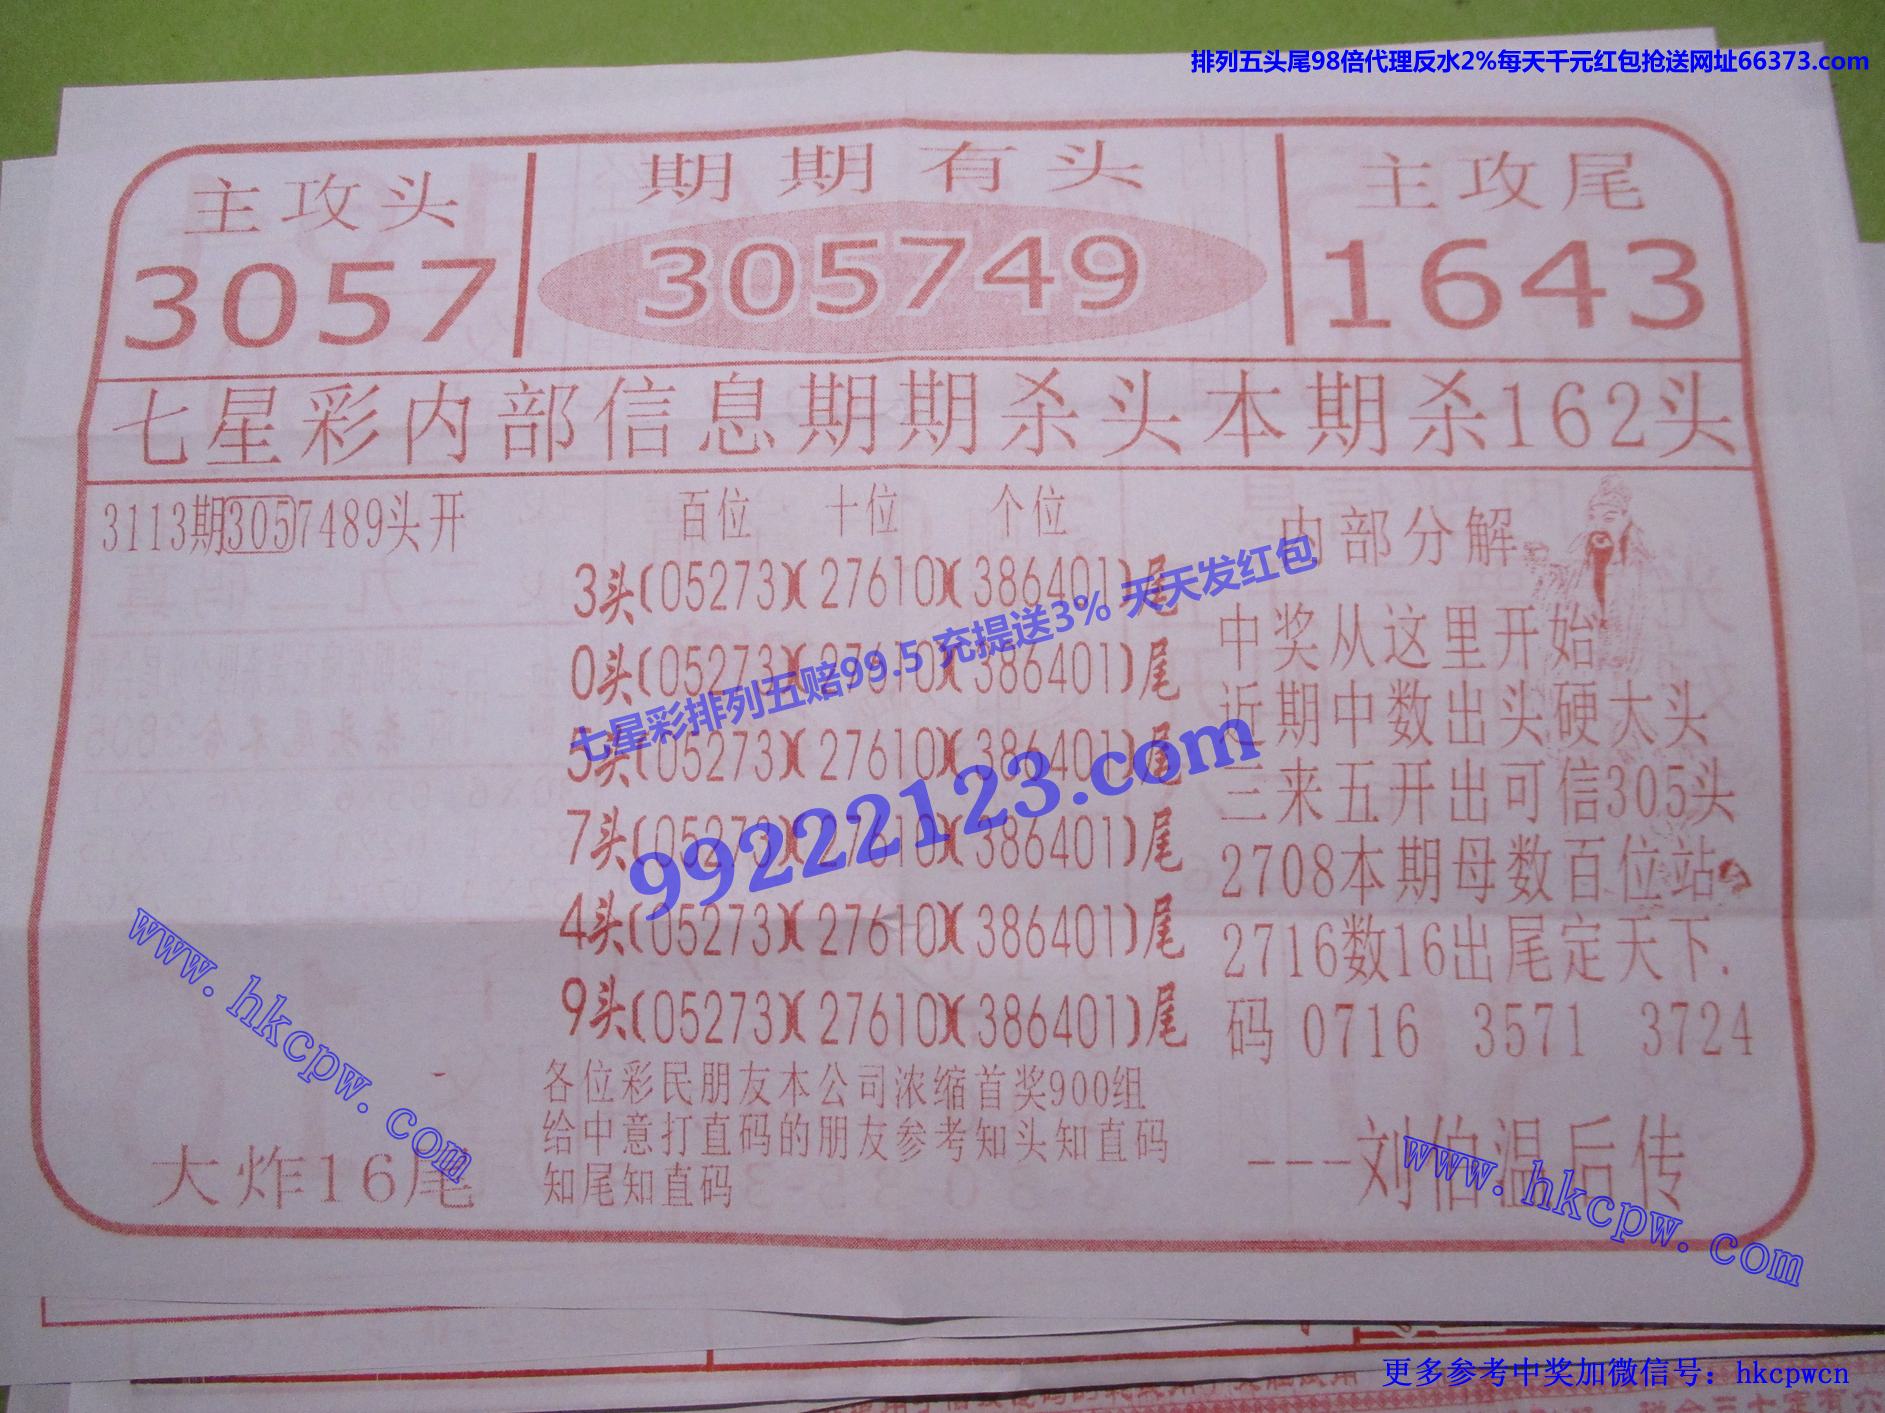 排列五头尾98倍代理反水2%每天千元红包抢送网址66373.com
主攻头
3057
期期有头
305749
主攻尾
1643
七星彩内部信息期期杀头本期杀162头
3113期3057489头开
百位 十位 个位
3头(05273)(27610)(386401)尾
0头(05273)(27610)(386401)尾
5头(05273)(27610)(386401)尾
7头(05273)(27610)(386401)尾
4头(05273)(27610)(386401)尾
9头(05273)(27610)(386401)尾
七星彩排列五赔99.5 充提送3% 天天发红包
99222123.com
各位彩民朋友本公司浓缩首奖900组
给中意打直码的朋友参考知头知直码
知尾知直码
大炸16尾
www.hkcpw.com
内部分解
中奖从这里开始
近期中数出头硬太头
三来五开出可信305头
2708本期母数百位站
2716数16出尾定天下.
码 0716 3571 3724
---刘伯温后传
www.hkcpw.com
更多参考中奖加微信号：hkcpwcn